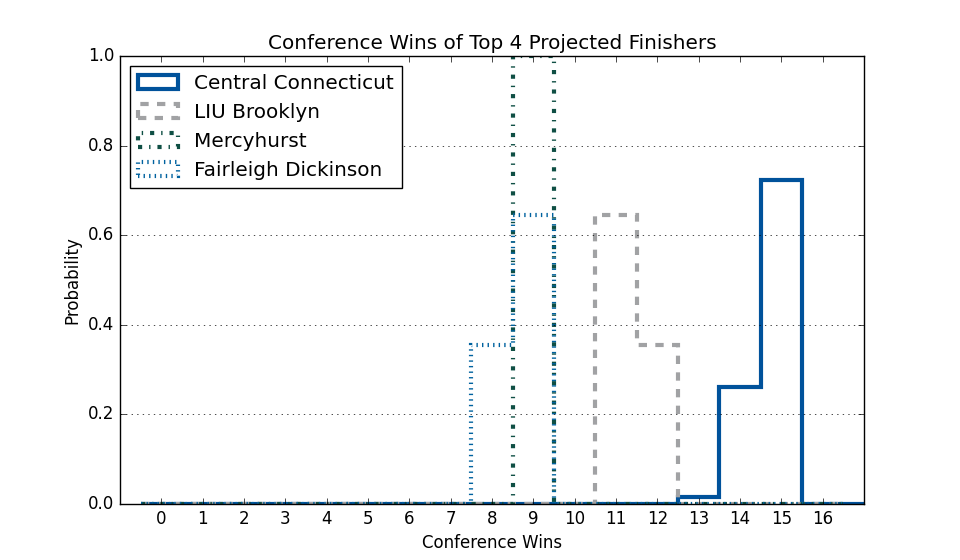 Conference Wins of Top 4 Projected Finishers
1.0
Central Connecticut
LIU Brooklyn
Mercyhurst
Fairleigh Dickinson
0.8
0.6
0.4
0.2
0.0
Probability
0 1 2 3 4 5 6 7 8 9 10 11 12 13 14 15 16
Conference Wins